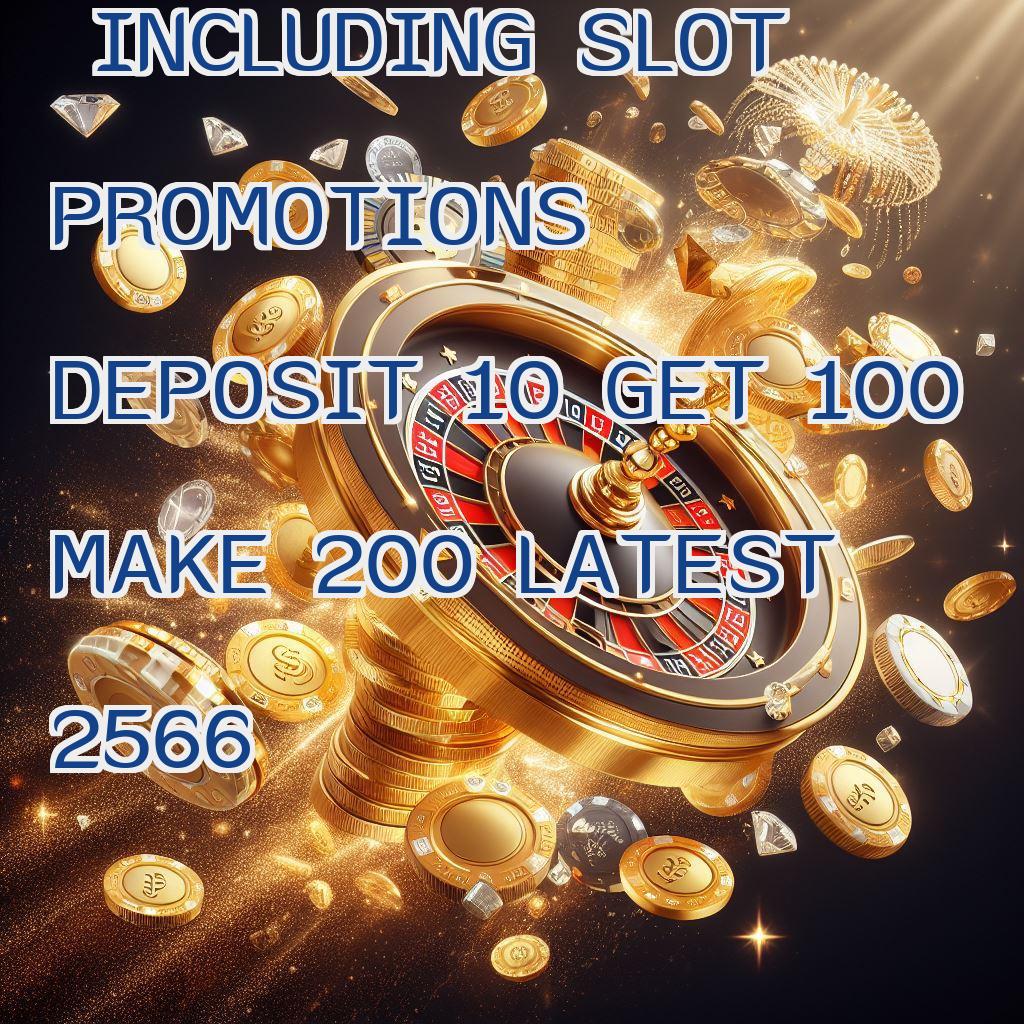 INCLUDING SLOT
PROMOTIONS
DEPOSIT 10 GET 100
MAKE 200 LATEST
2566